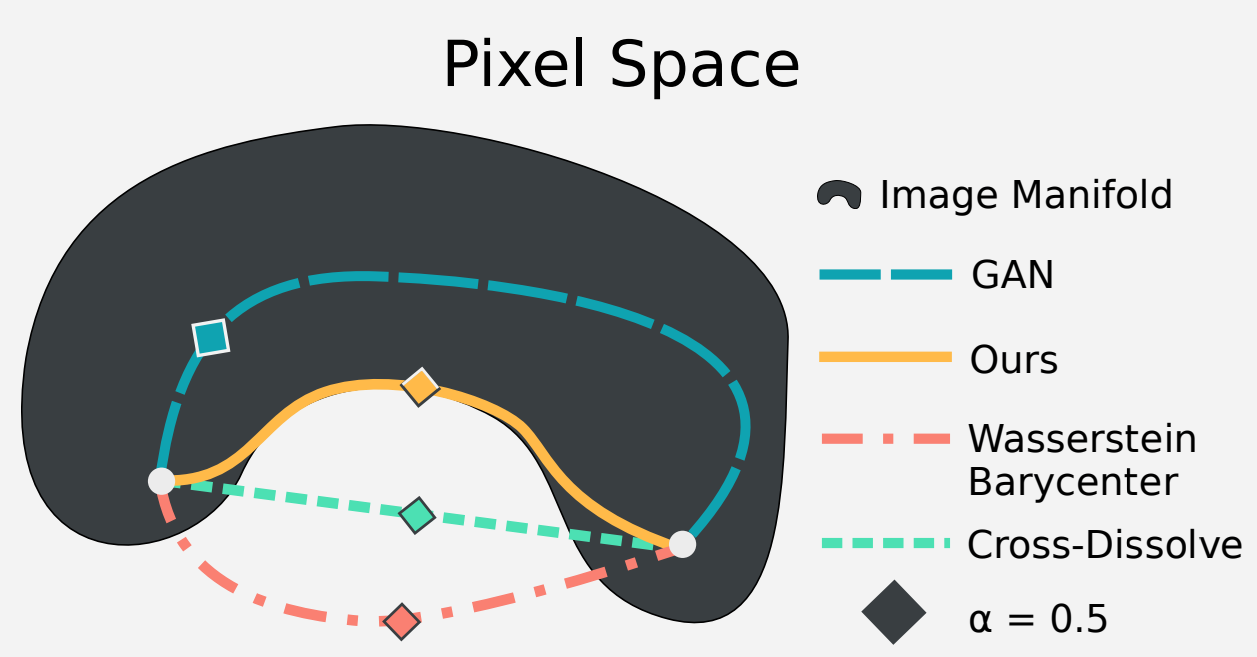 Pixel Space
Image Manifold
GAN
Ours
Wasserstein
Barycenter
Cross-Dissolve
α = 0.5